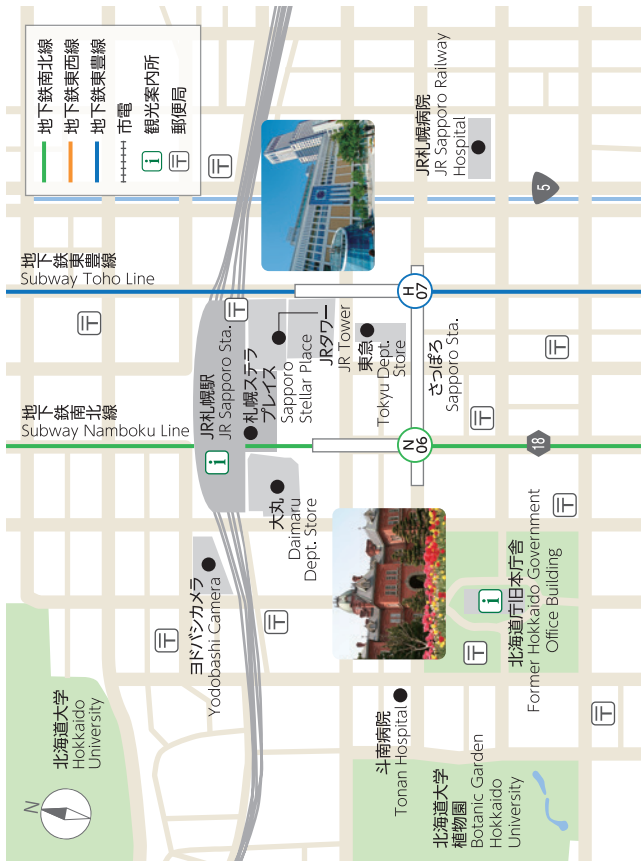 地下鉄南北線
地下鉄東西線
地下鉄東豊線
市電
観光案内所
郵便局
N
北海道大学
Hokkaido
University
地下鉄南北線
Subway Namboku Line
地下鉄東豊線
Subway Toho Line
ヨドバシカメラ
Yodobashi Camera
JR札幌駅
JR Sapporo Sta.
札幌ステラ
プレイス
Sapporo
Stellar Place
大丸
Daimaru
Dept. Store
JRタワー
JR Tower
東急
Tokyu Dept.
Store
JR札幌病院
JR Sapporo Railway
Hospital
斗南病院
Tonan Hospital
N
06
H
07
さっぽろ
Sapporo Sta.
5
18
北海道庁旧本庁舎
Former Hokkaido Government
Office Building
北海道大学
植物園
Botanic Garden
Hokkaido
University